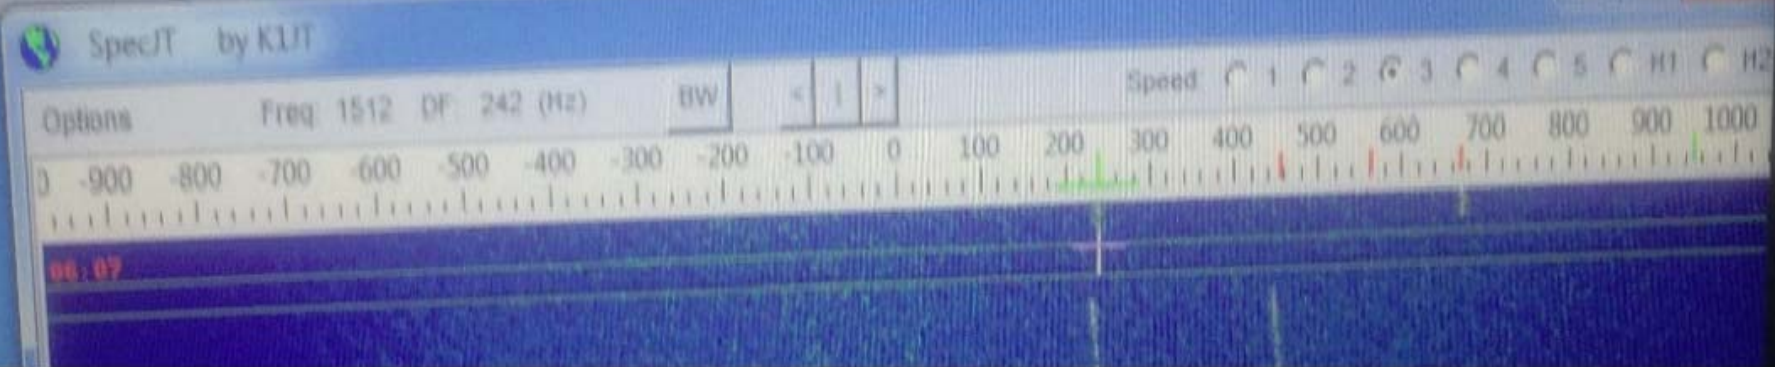 SpecJT by K1JT
Options Freq 1512 DF 242 (Hz) BW < | > Speed 1 2 3 4 5 H1 H2
0 -900 -800 -700 -600 -500 -400 -300 -200 -100 0 100 200 300 400 500 600 700 800 900 1000
06:07